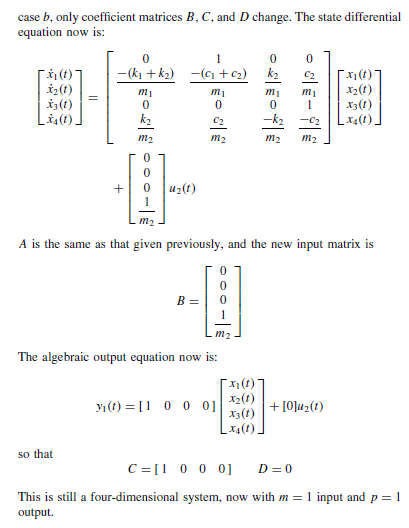 case b, only coefficient matrices B, C, and D change. The state differential
equation now is:
[ẋ₁(t) ẋ₂(t) ẋ₃(t) ẋ₄(t)] = [0 1 0 0
−(k₁ + k₂)/m₁ −(c₁ + c₂)/m₁ k₂/m₁ c₂/m₁
0 0 0 1
k₂/m₂ c₂/m₂ −k₂/m₂ −c₂/m₂] [x₁(t) x₂(t) x₃(t) x₄(t)]
+ [0 0 0 1/m₂] u₂(t)
A is the same as that given previously, and the new input matrix is
B = [0 0 0 1/m₂]
The algebraic output equation now is:
y₁(t) = [1 0 0 0] [x₁(t) x₂(t) x₃(t) x₄(t)] + [0]u₂(t)
so that
C = [1 0 0 0] D = 0
This is still a four-dimensional system, now with m = 1 input and p = 1
output.